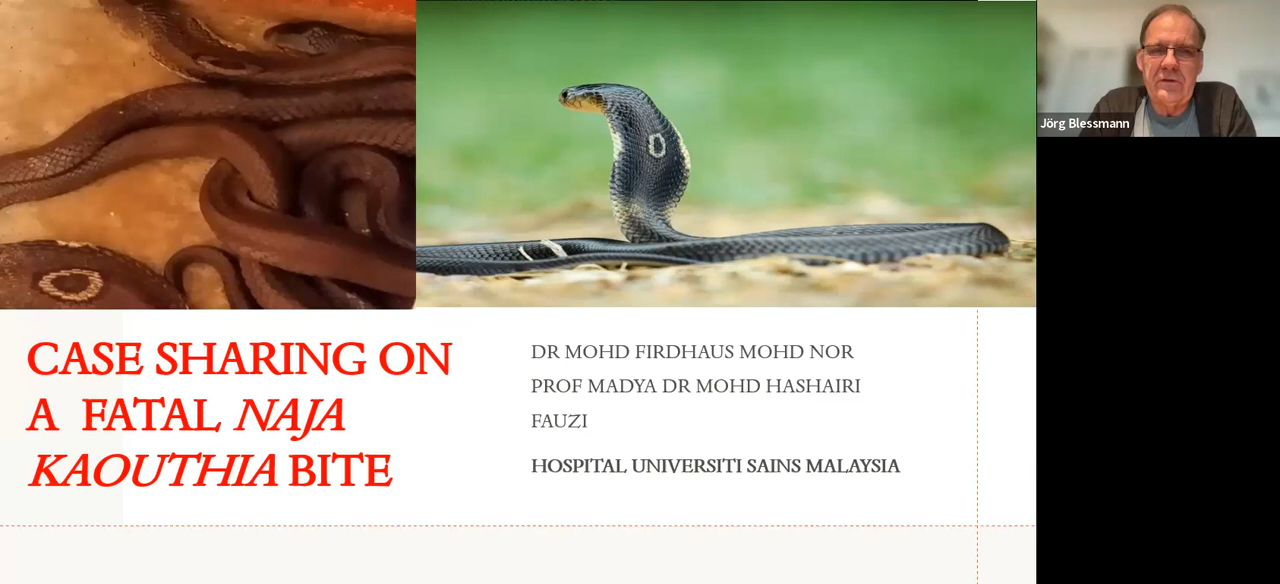 CASE SHARING ON
A FATAL NAJA
KAOUTHIA BITE
DR MOHD FIRDHAUS MOHD NOR
PROF MADYA DR MOHD HASHAIRI
FAUZI
HOSPITAL UNIVERSITI SAINS MALAYSIA
Jörg Blessmann